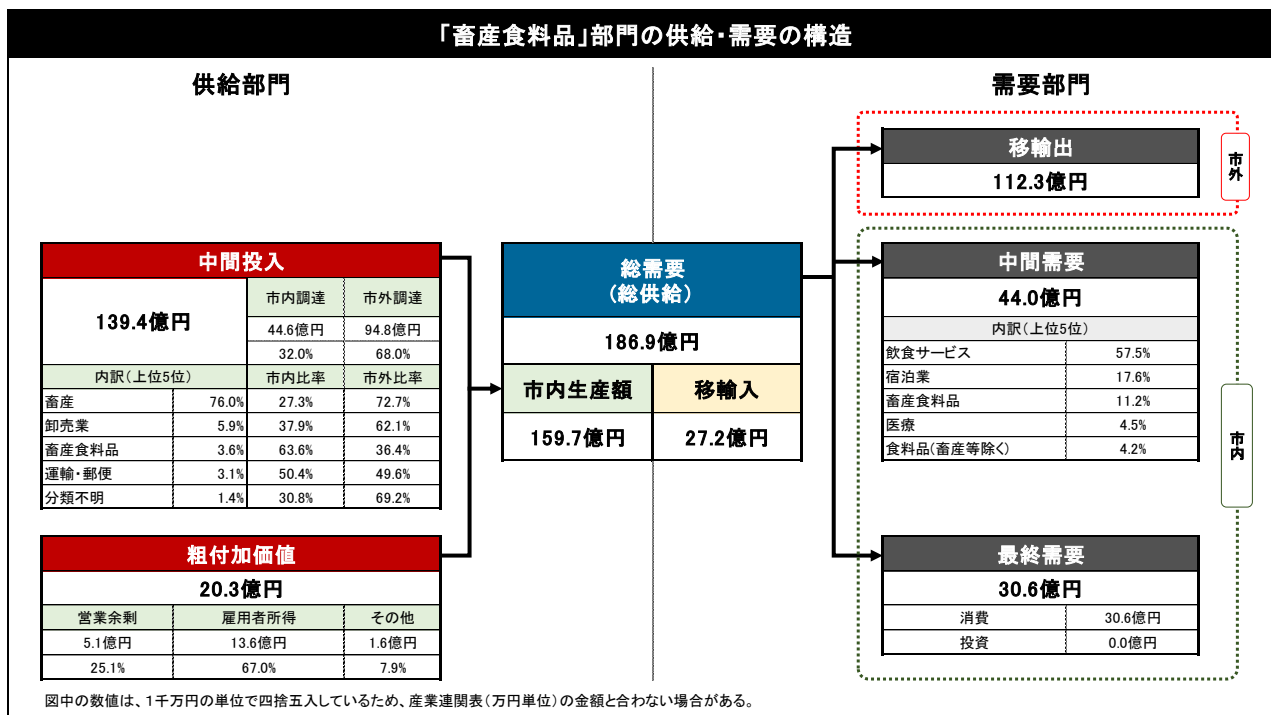 「畜産食料品」部門の供給・需要の構造
供給部門
需要部門
移輸出
112.3億円
市外
中間投入
139.4億円
市内調達 市外調達
44.6億円 94.8億円
32.0% 68.0%
内訳(上位5位) 市内比率 市外比率
畜産 76.0% 27.3% 72.7%
卸売業 5.9% 37.9% 62.1%
畜産食料品 3.6% 63.6% 36.4%
運輸・郵便 3.1% 50.4% 49.6%
分類不明 1.4% 30.8% 69.2%
粗付加価値
20.3億円
営業余剰 雇用者所得 その他
5.1億円 13.6億円 1.6億円
25.1% 67.0% 7.9%
総需要
(総供給)
186.9億円
市内生産額 移輸入
159.7億円 27.2億円
中間需要
44.0億円
内訳(上位5位)
飲食サービス 57.5%
宿泊業 17.6%
畜産食料品 11.2%
医療 4.5%
食料品(畜産等除く) 4.2%
市内
最終需要
30.6億円
消費 30.6億円
投資 0.0億円
図中の数値は、1千万円の単位で四捨五入しているため、産業連関表(万円単位)の金額と合わない場合がある。